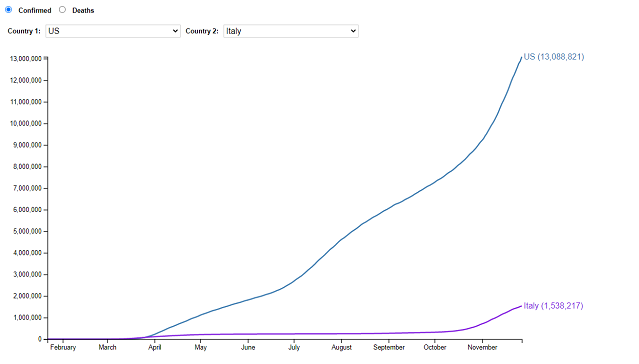 Confirmed Deaths
Country 1: US Country 2: Italy
13,000,000
US (13,088,821)
12,000,000
11,000,000
10,000,000
9,000,000
8,000,000
7,000,000
6,000,000
5,000,000
4,000,000
3,000,000
2,000,000
Italy (1,538,217)
1,000,000
0
February March April May June July August September October November